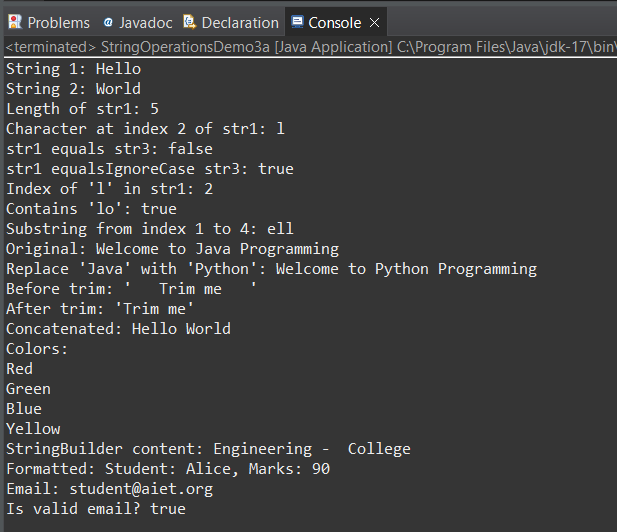 Problems Javadoc Declaration Console
<terminated> StringOperationsDemo3a [Java Application] C:\Program Files\Java\jdk-17\bin\
String 1: Hello
String 2: World
Length of str1: 5
Character at index 2 of str1: l
str1 equals str3: false
str1 equalsIgnoreCase str3: true
Index of 'l' in str1: 2
Contains 'lo': true
Substring from index 1 to 4: ell
Original: Welcome to Java Programming
Replace 'Java' with 'Python': Welcome to Python Programming
Before trim: '   Trim me   '
After trim: 'Trim me'
Concatenated: Hello World
Colors:
Red
Green
Blue
Yellow
StringBuilder content: Engineering -  College
Formatted: Student: Alice, Marks: 90
Email: student@aiet.org
Is valid email? true